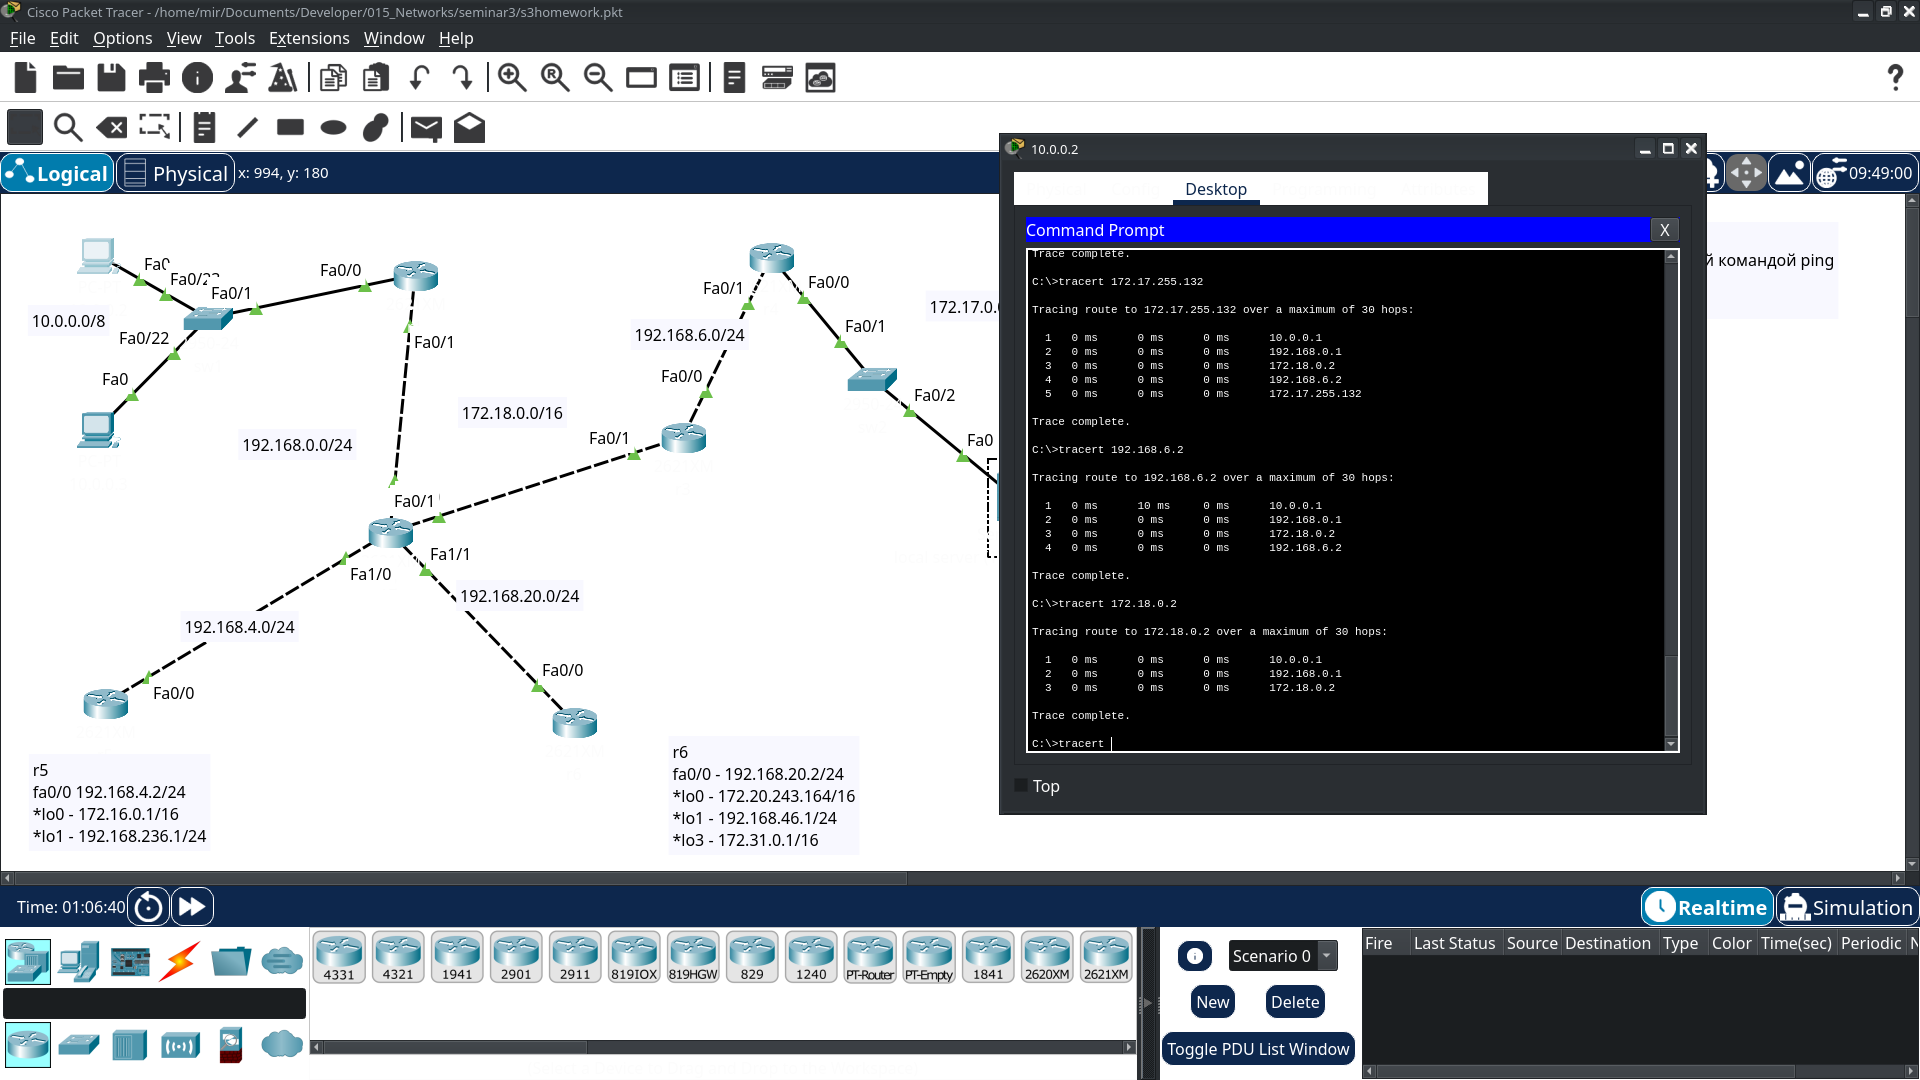 Cisco Packet Tracer - /home/mir/Documents/Developer/015_Networks/seminar3/s3homework.pkt
File Edit Options View Tools Extensions Window Help
Logical
Physical
x: 994, y: 180
09:49:00
Fa0/1
Fa0/0
Fa0/1
10.0.0.0/8
Fa0/22
Fa0
192.168.0.0/24
172.18.0.0/16
Fa0/1
Fa0/0
192.168.6.0/24
Fa0/1
Fa0/0
Fa0/1
Fa0/2
Fa0
Fa0/1
Fa1/1
Fa1/0
192.168.20.0/24
192.168.4.0/24
Fa0/0
Fa0/0
r5
fa0/0 192.168.4.2/24
*lo0 - 172.16.0.1/16
*lo1 - 192.168.236.1/24
r6
fa0/0 - 192.168.20.2/24
*lo0 - 172.20.243.164/16
*lo1 - 192.168.46.1/24
*lo3 - 172.31.0.1/16
командой ping
10.0.0.2
Desktop
Command Prompt
X
Trace complete.
C:\>tracert 172.17.255.132
Tracing route to 172.17.255.132 over a maximum of 30 hops:
1 0 ms 0 ms 0 ms 10.0.0.1
2 0 ms 0 ms 0 ms 192.168.0.1
3 0 ms 0 ms 0 ms 172.18.0.2
4 0 ms 0 ms 0 ms 192.168.6.2
5 0 ms 0 ms 0 ms 172.17.255.132
Trace complete.
C:\>tracert 192.168.6.2
Tracing route to 192.168.6.2 over a maximum of 30 hops:
1 0 ms 10 ms 0 ms 10.0.0.1
2 0 ms 0 ms 0 ms 192.168.0.1
3 0 ms 0 ms 0 ms 172.18.0.2
4 0 ms 0 ms 0 ms 192.168.6.2
Trace complete.
C:\>tracert 172.18.0.2
Tracing route to 172.18.0.2 over a maximum of 30 hops:
1 0 ms 0 ms 0 ms 10.0.0.1
2 0 ms 0 ms 0 ms 192.168.0.1
3 0 ms 0 ms 0 ms 172.18.0.2
Trace complete.
C:\>tracert
Top
Time: 01:06:40
Realtime
Simulation
4331 4321 1941 2901 2911 819IOX 819HGW 829 1240 PT-Router PT-Empty 1841 2620XM 2621XM
Scenario 0
New
Delete
Toggle PDU List Window
Fire Last Status Source Destination Type Color Time(sec) Periodic N